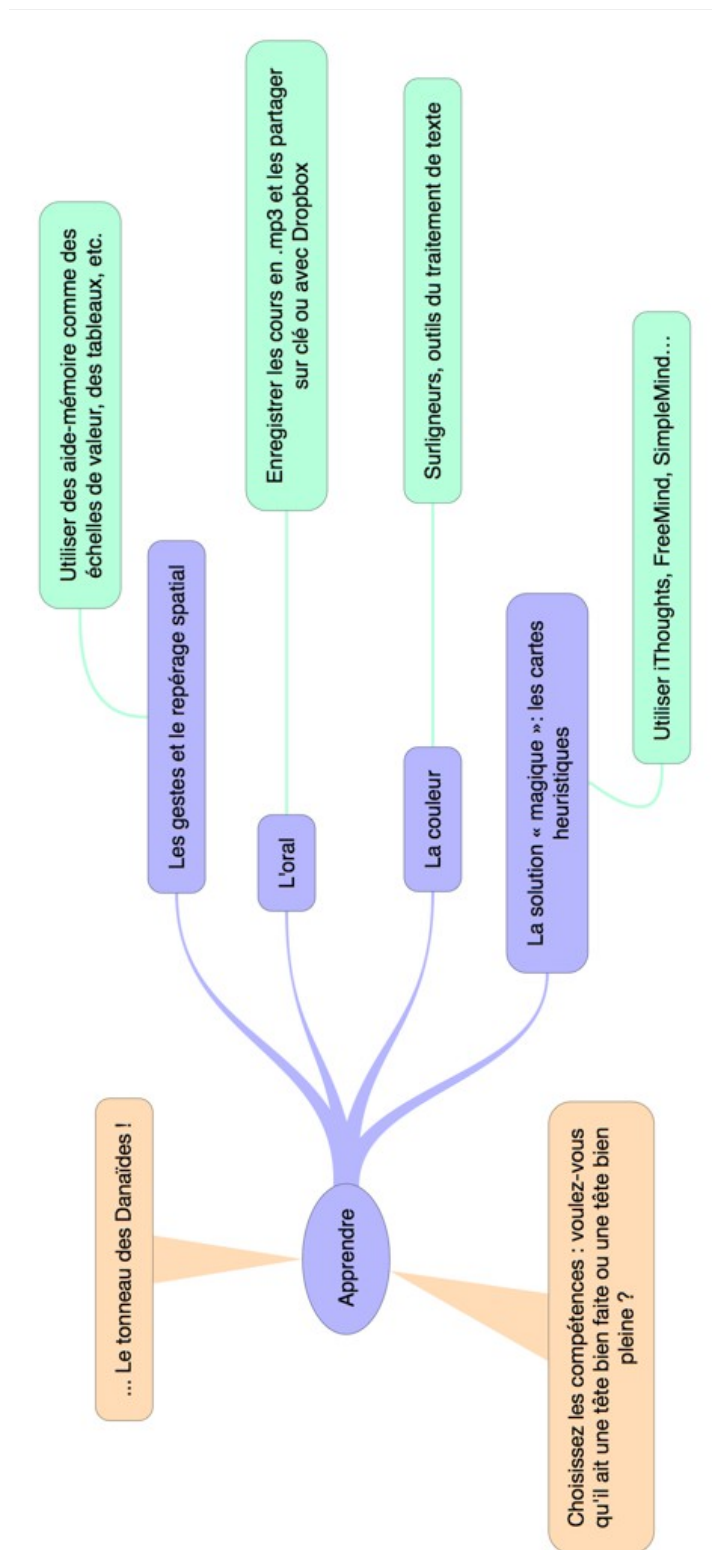 ... Le tonneau des Danaïdes !
Apprendre
Choisissez les compétences : voulez-vous
qu'il ait une tête bien faite ou une tête bien
pleine ?
Les gestes et le repérage spatial
Utiliser des aide-mémoire comme des
échelles de valeur, des tableaux, etc.
L'oral
Enregistrer les cours en .mp3 et les partager
sur clé ou avec Dropbox
La couleur
Surligneurs, outils du traitement de texte
La solution « magique »: les cartes
heuristiques
Utiliser iThoughts, FreeMind, SimpleMind...